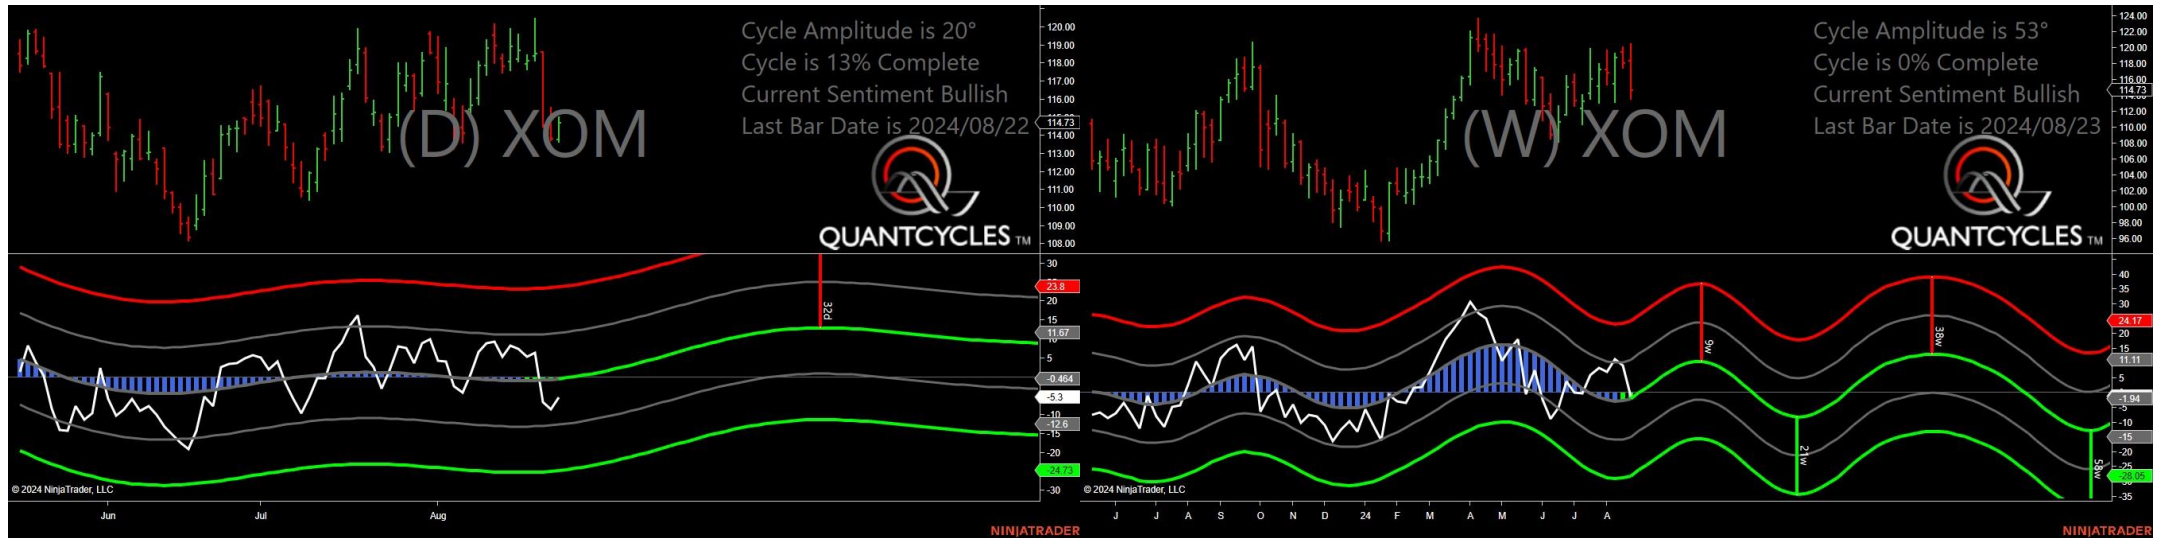 Cycle Amplitude is 20°
Cycle is 13% Complete
Current Sentiment Bullish
Last Bar Date is 2024/08/22
(D) XOM
QUANTCYCLES TM
120.00
119.00
118.00
117.00
116.00
114.73
114.00
113.00
112.00
111.00
110.00
109.00
108.00
30
23.8
20
15
11.67
5
-0.464
-5.3
-10
-12.6
-15
-20
-24.73
-30
32d
© 2024 NinjaTrader, LLC
Jun
Jul
Aug
NINJATRADER
Cycle Amplitude is 53°
Cycle is 0% Complete
Current Sentiment Bullish
Last Bar Date is 2024/08/23
(W) XOM
QUANTCYCLES TM
124.00
122.00
120.00
118.00
116.00
114.73
112.00
110.00
108.00
106.00
104.00
102.00
100.00
98.00
96.00
40
35
30
24.17
20
15
11.11
5
-1.94
-5
-10
-15
-20
-25
-28.05
-35
9w
21w
38w
58w
© 2024 NinjaTrader, LLC
J
J
A
S
O
N
D
24
F
M
A
M
J
J
A
NINJATRADER